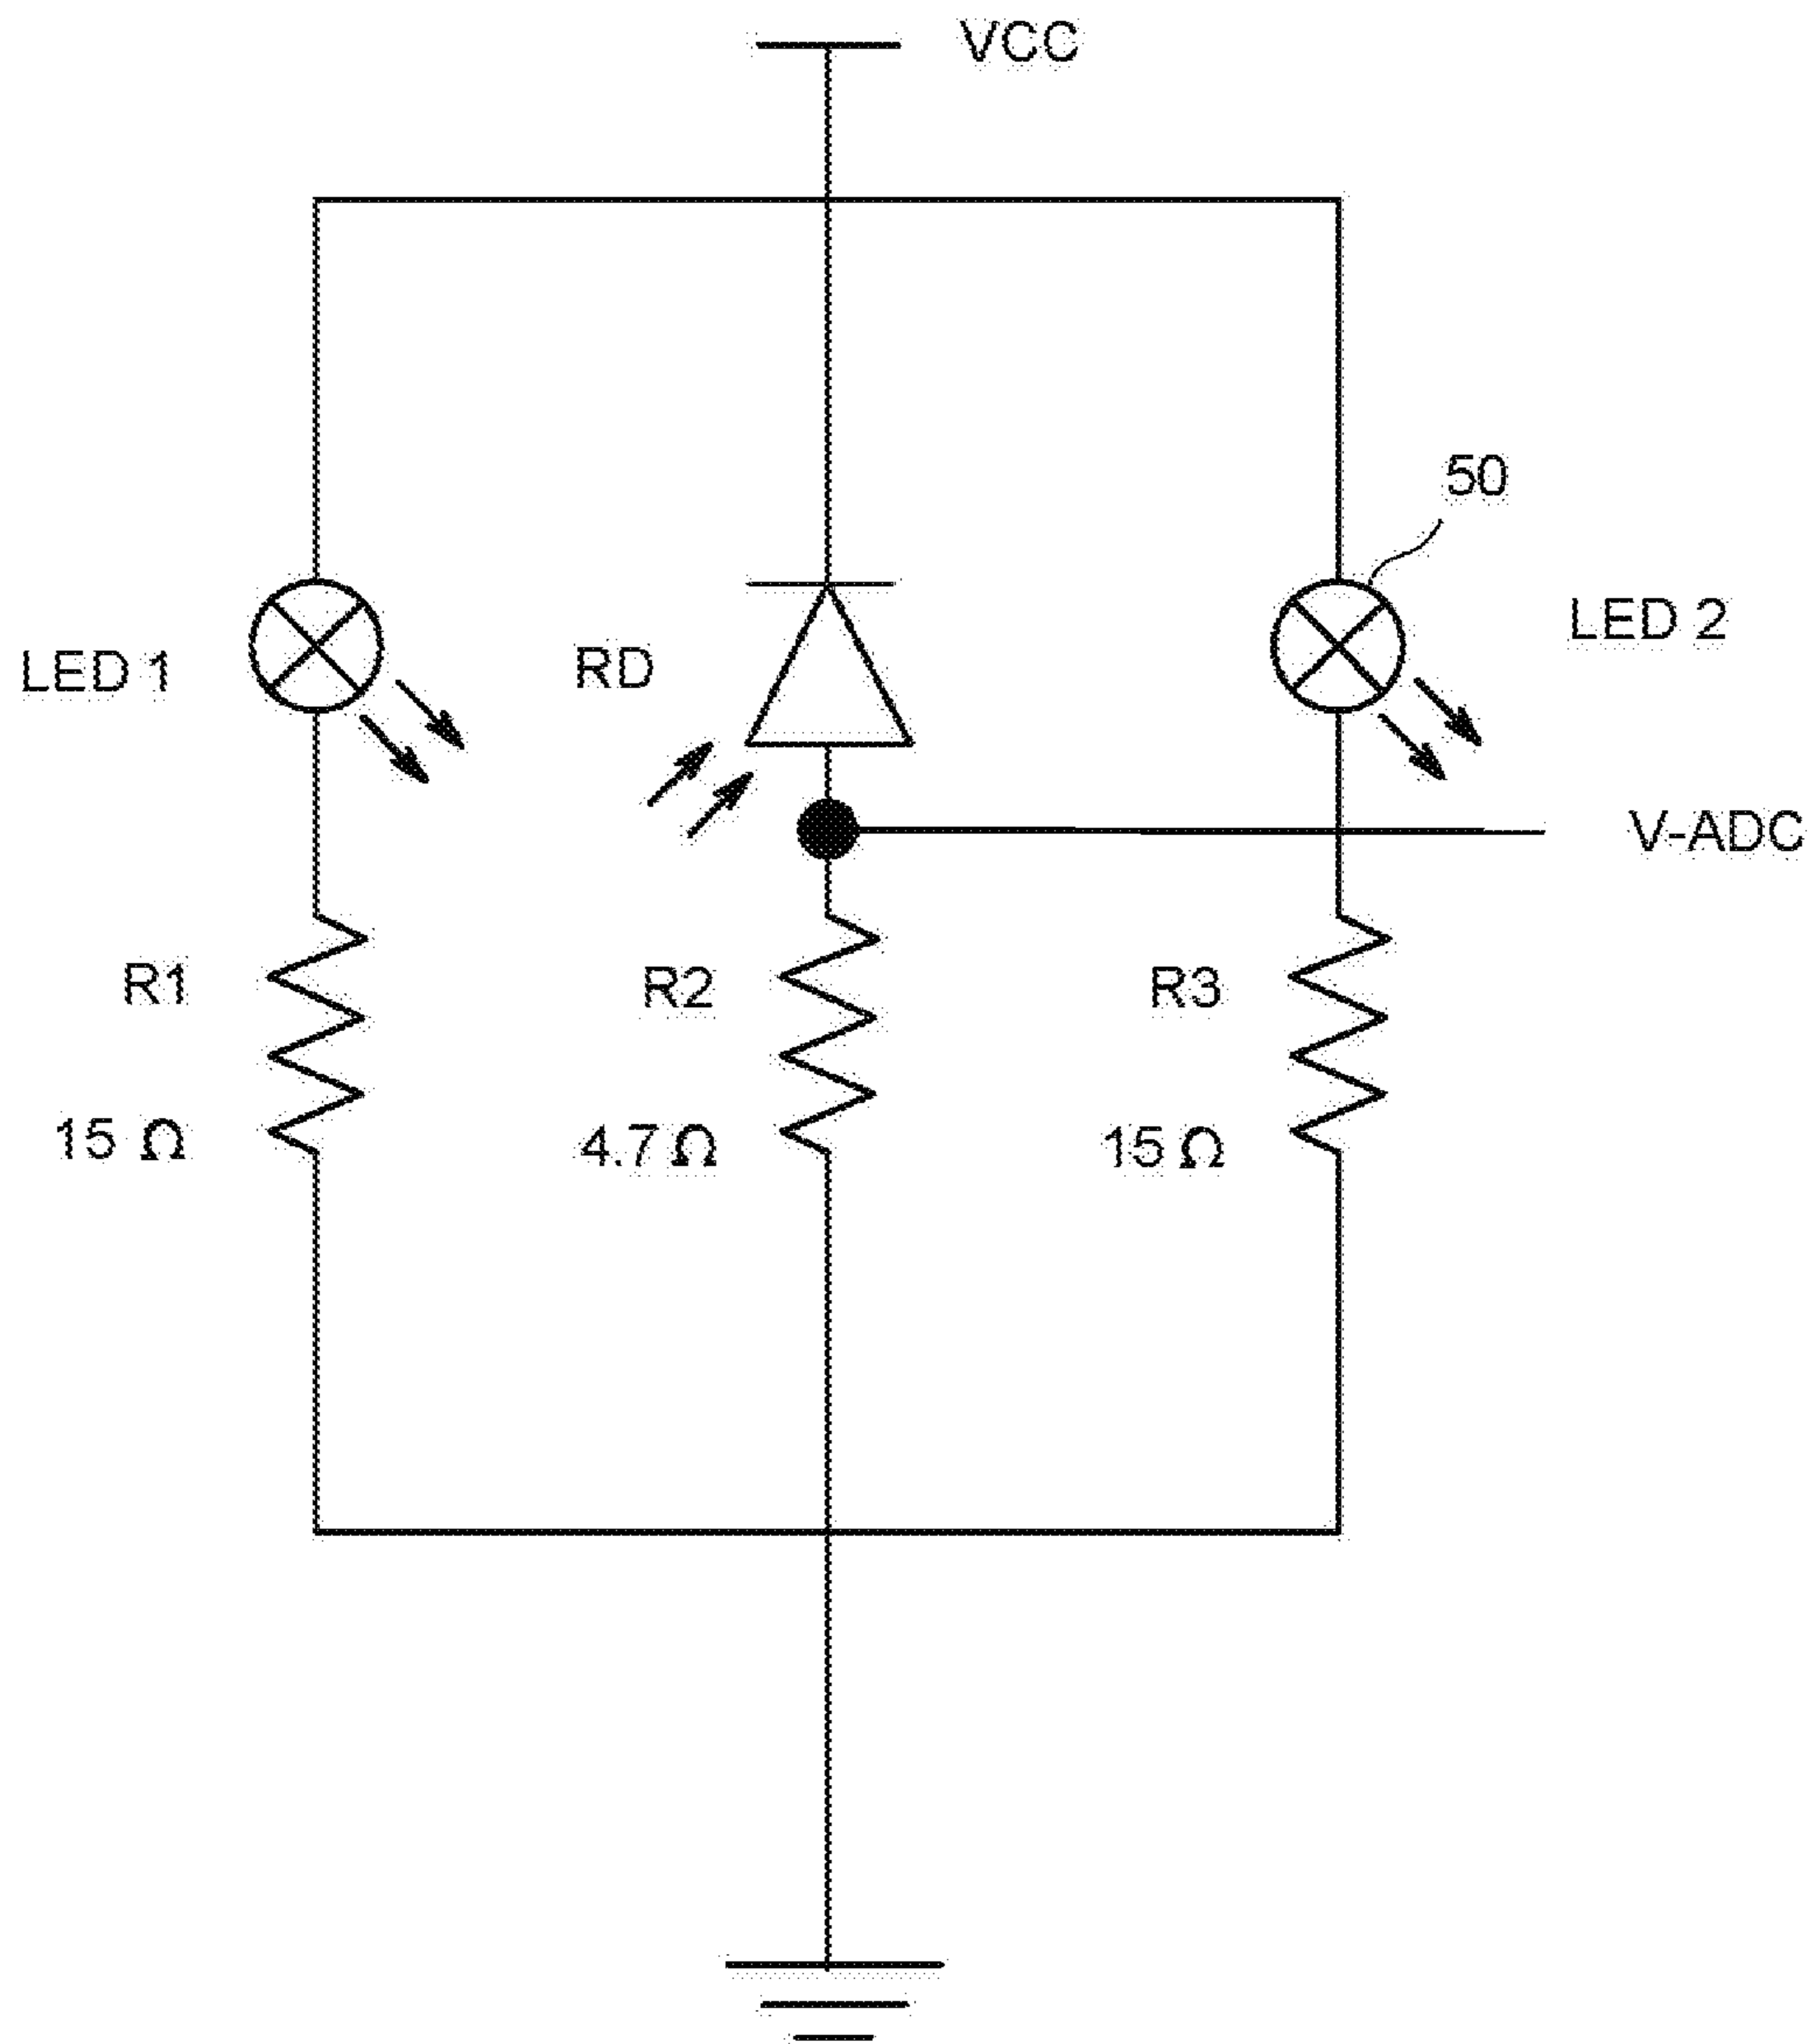 VCC
50
LED 1
RD
LED 2
V-ADC
R1
R2
R3
15 Ω
4.7 Ω
15 Ω